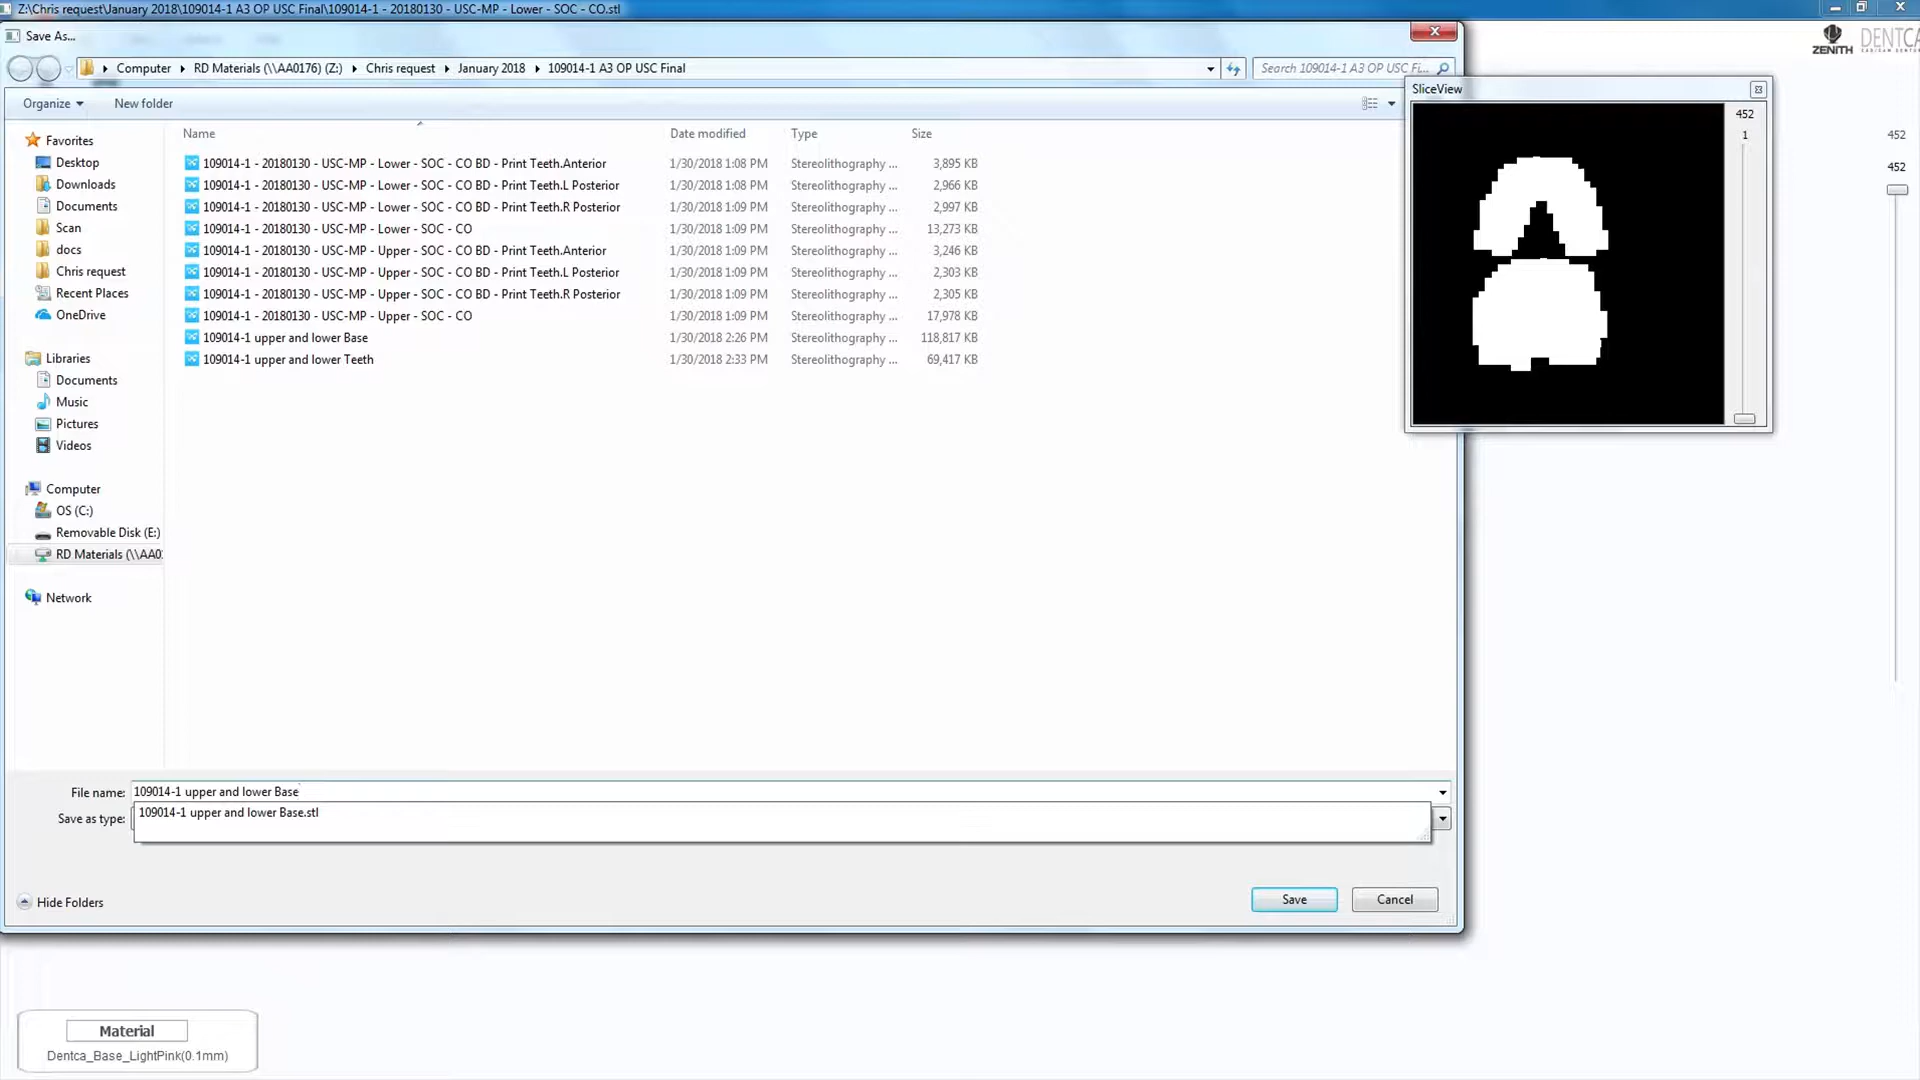 Z:\Chris request\January 2018\109014-1 A3 OP USC Final\109014-1 - 20180130 - USC-MP - Lower - SOC - CO.stl
Save As...
Computer RD Materials (\\AA0176) (Z:) Chris request January 2018 109014-1 A3 OP USC Final
Search 109014-1 A3 OP USC Fi...
ZENITH
Organize New folder
SliceView
Name Date modified Type Size
452
1
452
452
Favorites
Desktop
Downloads
Documents
Scan
docs
Chris request
Recent Places
OneDrive
Libraries
Documents
Music
Pictures
Videos
Computer
OS (C:)
Removable Disk (E:)
RD Materials (\\AA0
Network
109014-1 - 20180130 - USC-MP - Lower - SOC - CO BD - Print Teeth.Anterior 1/30/2018 1:08 PM Stereolithography ... 3,895 KB
109014-1 - 20180130 - USC-MP - Lower - SOC - CO BD - Print Teeth.L Posterior 1/30/2018 1:08 PM Stereolithography ... 2,966 KB
109014-1 - 20180130 - USC-MP - Lower - SOC - CO BD - Print Teeth.R Posterior 1/30/2018 1:09 PM Stereolithography ... 2,997 KB
109014-1 - 20180130 - USC-MP - Lower - SOC - CO 1/30/2018 1:09 PM Stereolithography ... 13,273 KB
109014-1 - 20180130 - USC-MP - Upper - SOC - CO BD - Print Teeth.Anterior 1/30/2018 1:09 PM Stereolithography ... 3,246 KB
109014-1 - 20180130 - USC-MP - Upper - SOC - CO BD - Print Teeth.L Posterior 1/30/2018 1:09 PM Stereolithography ... 2,303 KB
109014-1 - 20180130 - USC-MP - Upper - SOC - CO BD - Print Teeth.R Posterior 1/30/2018 1:09 PM Stereolithography ... 2,305 KB
109014-1 - 20180130 - USC-MP - Upper - SOC - CO 1/30/2018 1:09 PM Stereolithography ... 17,978 KB
109014-1 upper and lower Base 1/30/2018 2:26 PM Stereolithography ... 118,817 KB
109014-1 upper and lower Teeth 1/30/2018 2:33 PM Stereolithography ... 69,417 KB
File name: 109014-1 upper and lower Base
109014-1 upper and lower Base.stl
Save as type:
Hide Folders
Save Cancel
Material
Dentca_Base_LightPink(0.1mm)